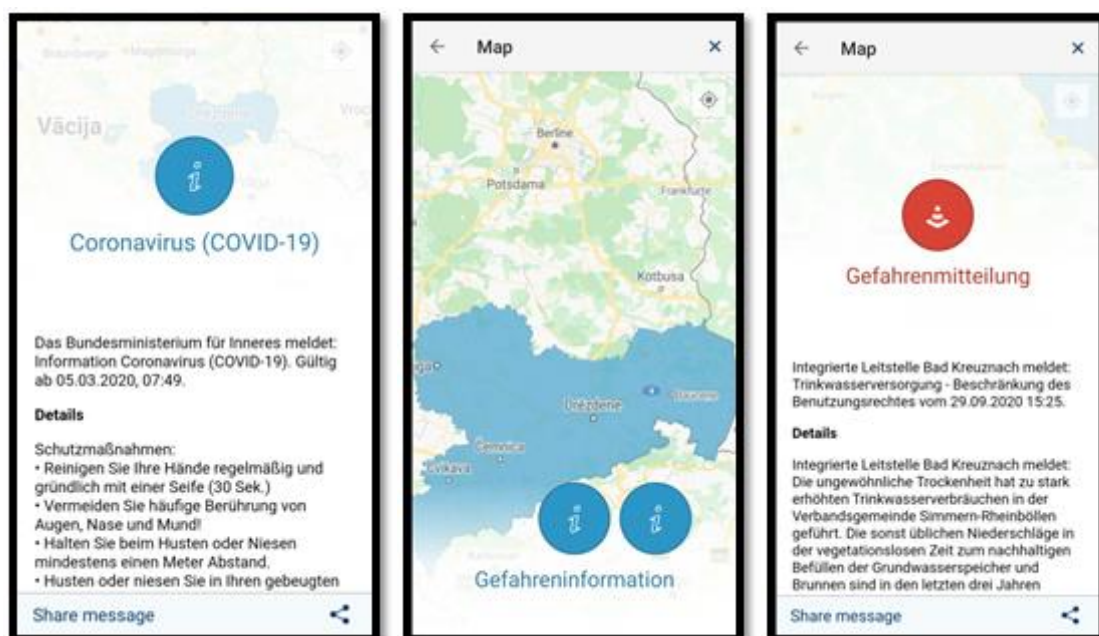 Vācija
Coronavirus (COVID-19)
Das Bundesministerium für Inneres meldet:
Information Coronavirus (COVID-19). Gültig
ab 05.03.2020, 07:49.
Details
Schutzmaßnahmen:
• Reinigen Sie Ihre Hände regelmäßig und
gründlich mit einer Seife (30 Sek.)
• Vermeiden Sie häufige Berührung von
Augen, Nase und Mund!
• Halten Sie beim Husten oder Niesen
mindestens einen Meter Abstand.
• Husten oder niesen Sie in Ihren gebeugten
Share message
Map
Berlīne
Potsdama
Frankfurte
Kotbusa
Drēzdene
Ķemnica
Cvikava
Gefahreninformation
Map
Gefahrenmitteilung
Integrierte Leitstelle Bad Kreuznach meldet:
Trinkwasserversorgung - Beschränkung des
Benutzungsrechtes vom 29.09.2020 15:25.
Details
Integrierte Leitstelle Bad Kreuznach meldet:
Die ungewöhnliche Trockenheit hat zu stark
erhöhten Trinkwasserverbräuchen in der
Verbandsgemeinde Simmern-Rheinböllen
geführt. Die sonst üblichen Niederschläge in
der vegetationslosen Zeit zum nachhaltigen
Befüllen der Grundwasserspeicher und
Brunnen sind in den letzten drei Jahren
Share message